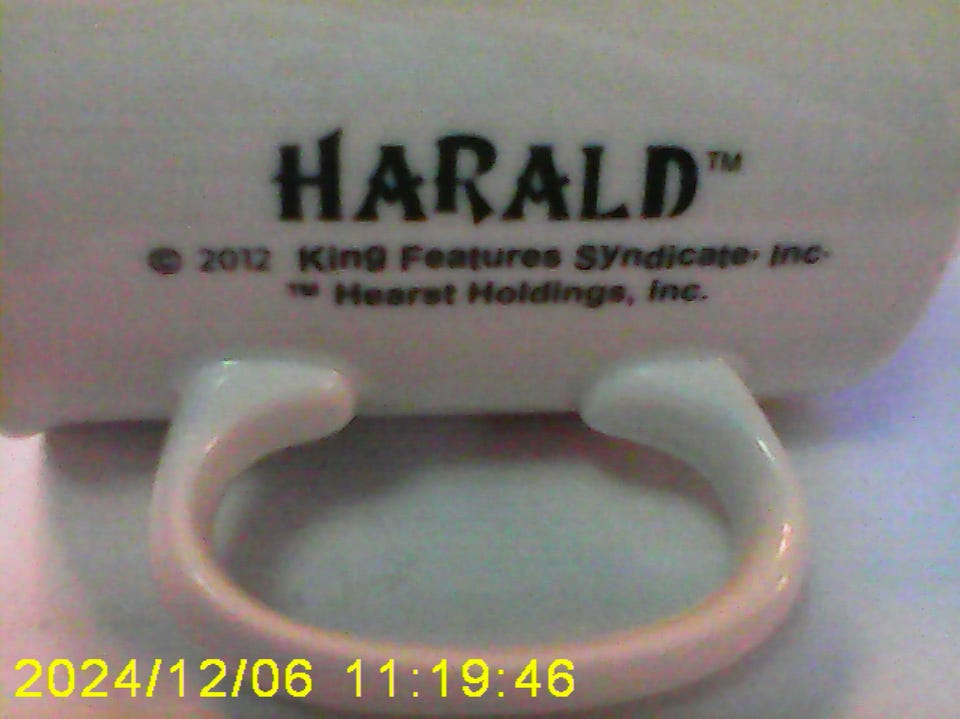 HARALD™
© 2012 King Features Syndicate, Inc.
™ Hearst Holdings, Inc.
2024/12/06 11:19:46